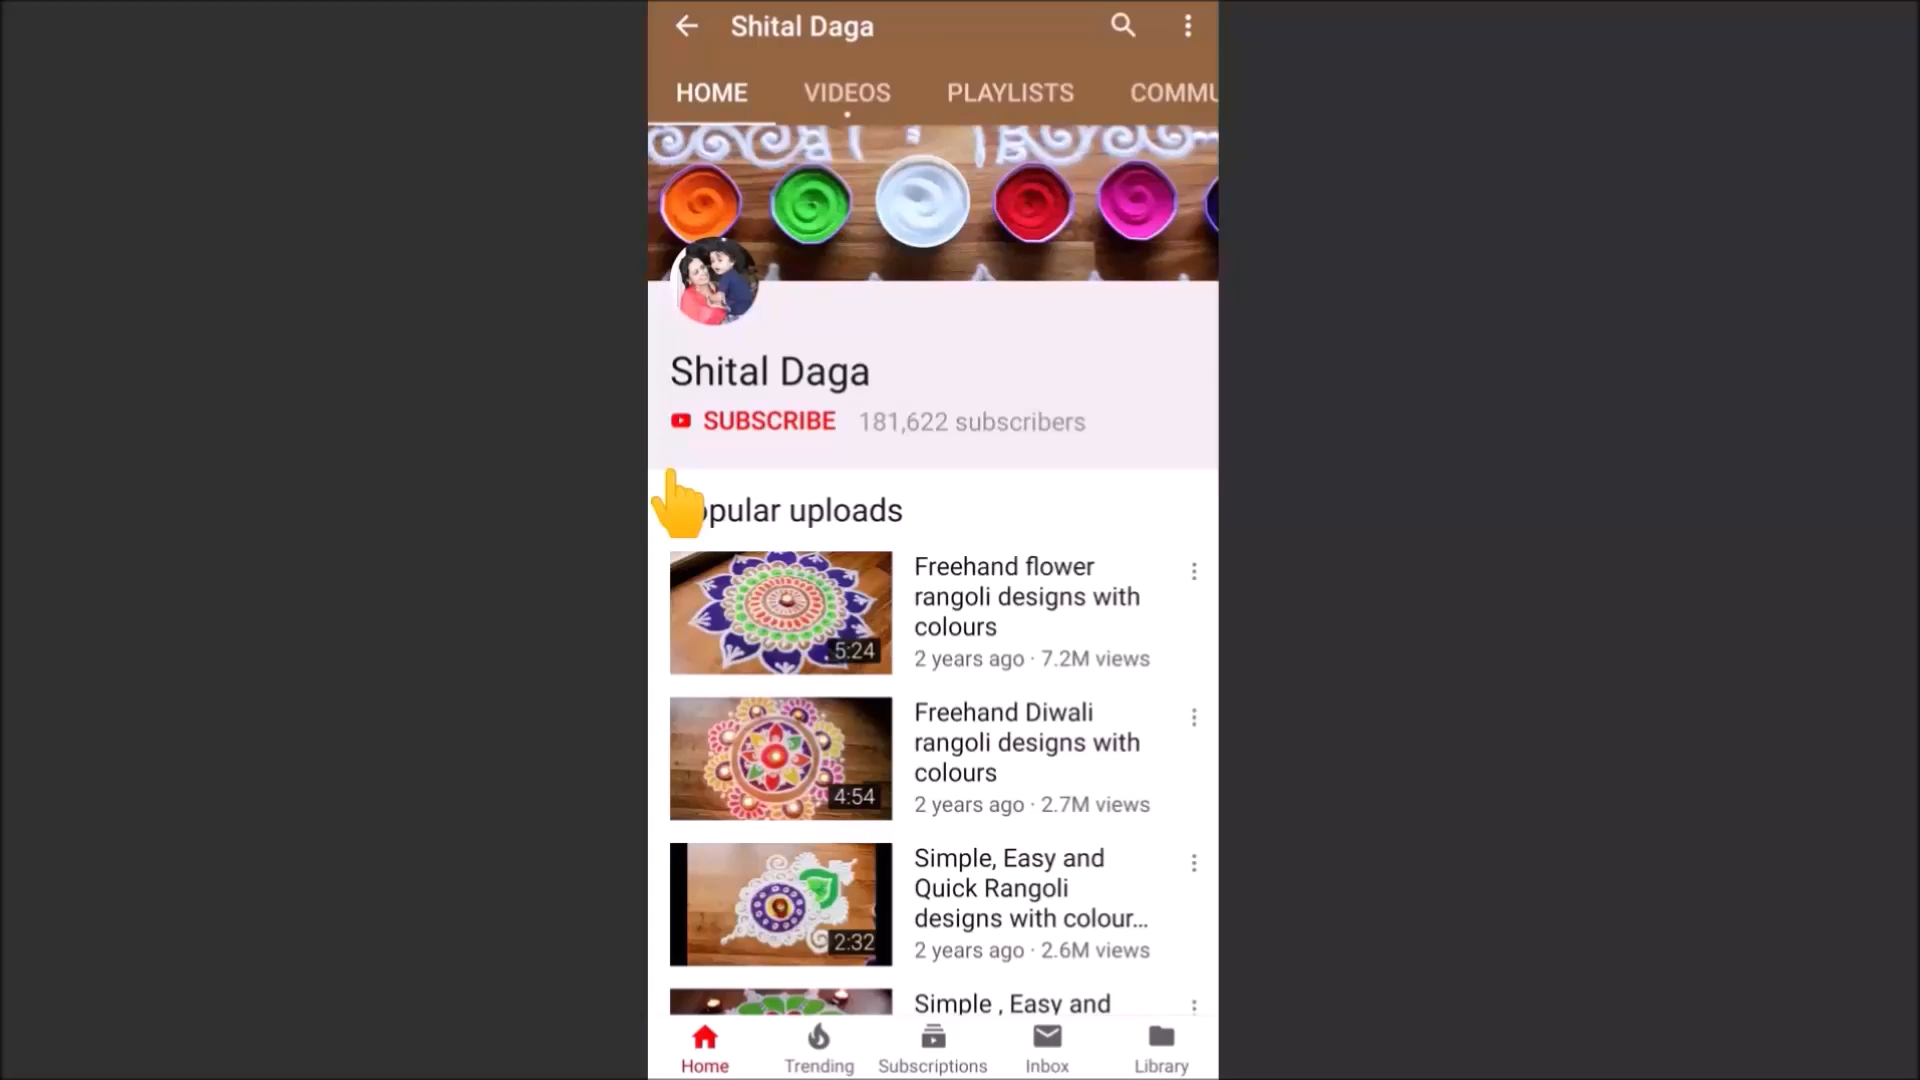 Shital Daga
HOME VIDEOS PLAYLISTS COMMU
Shital Daga
SUBSCRIBE 181,622 subscribers
opular uploads
Freehand flower
rangoli designs with
colours
5:24
2 years ago · 7.2M views
Freehand Diwali
rangoli designs with
colours
4:54
2 years ago · 2.7M views
Simple, Easy and
Quick Rangoli
designs with colour...
2:32
2 years ago · 2.6M views
Simple , Easy and
Home Trending Subscriptions Inbox Library